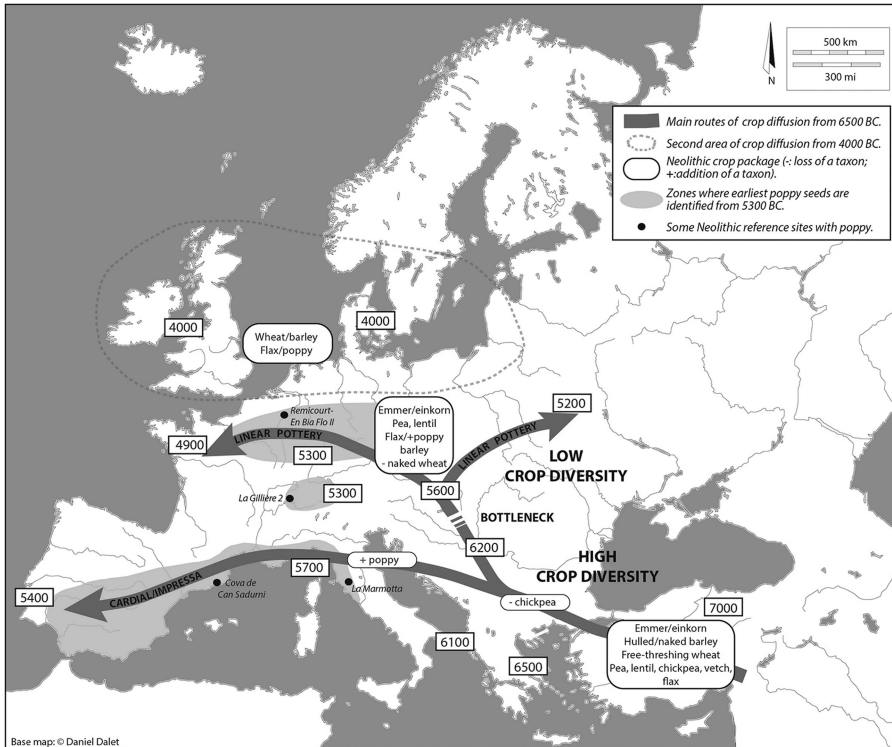 500 km
300 mi
N
Main routes of crop diffusion from 6500 BC.
Second area of crop diffusion from 4000 BC.
Neolithic crop package (-: loss of a taxon;
+:addition of a taxon).
Zones where earliest poppy seeds are
identified from 5300 BC.
Some Neolithic reference sites with poppy.
4000
4000
Wheat/barley
Flax/poppy
Remicourt-
En Bia Flo II
Emmer/einkorn
Pea, lentil
Flax/+poppy
barley
- naked wheat
5200
4900
LINEAR POTTERY
LINEAR POTTERY
5300
LOW
CROP DIVERSITY
La Gillière 2
5300
5600
BOTTLENECK
6200
HIGH
CROP DIVERSITY
+ poppy
5700
La Marmotta
5400
CARDIAL/IMPRESSA
Cova de
Can Sadurni
- chickpea
7000
Emmer/einkorn
Hulled/naked barley
Free-threshing wheat
Pea, lentil, chickpea, vetch,
flax
6100
6500
Base map: © Daniel Dalet